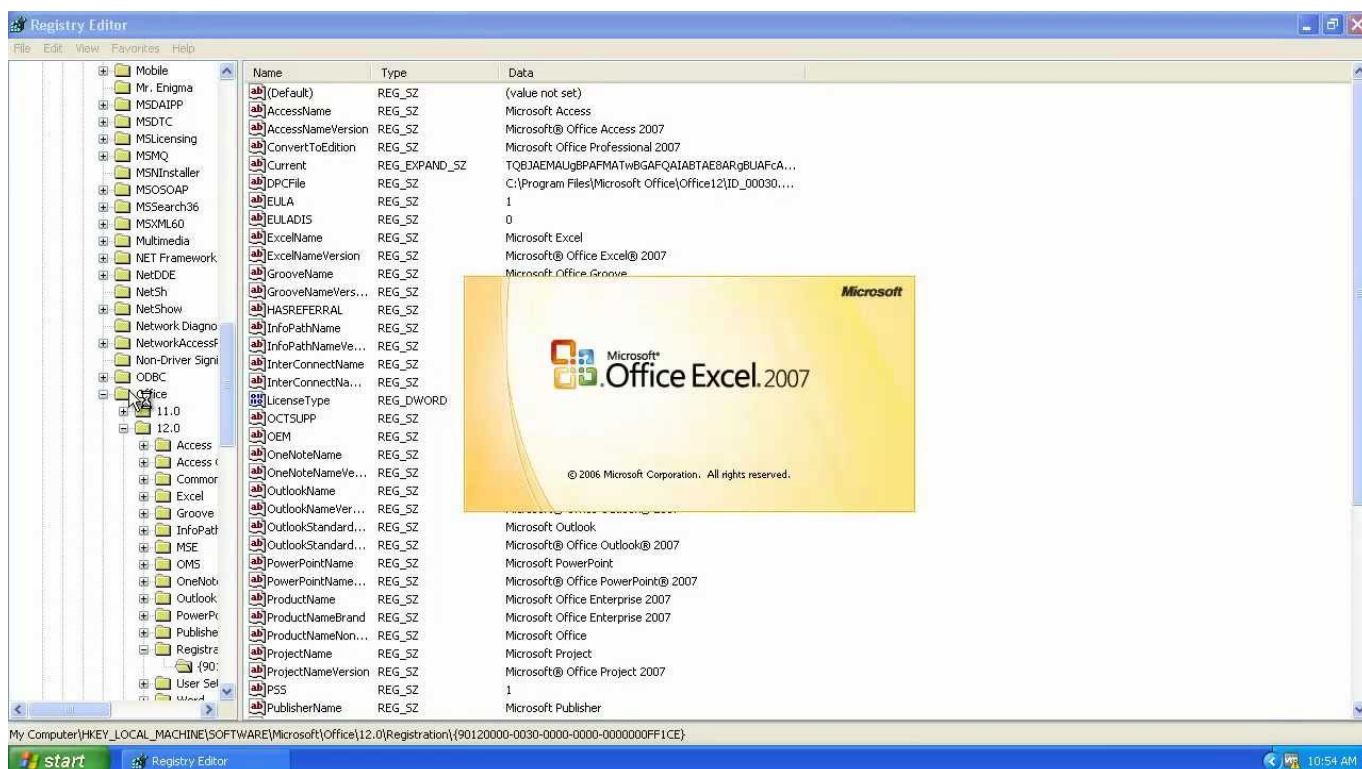 Registry Editor
File Edit View Favorites Help
Mobile
Mr. Enigma
MSDAIPP
MSDTC
MSLicensing
MSMQ
MSNInstaller
MSOSOAP
MSSearch36
MSXML60
Multimedia
NET Framework
NetDDE
NetSh
NetShow
Network Diagno
NetworkAccessP
Non-Driver Signi
ODBC
Office
11.0
12.0
Access
Access
Common
Excel
Groove
InfoPath
MSE
OMS
OneNote
Outlook
PowerPo
Publishe
Registra
{90:
User Set
Word
Name Type Data
(Default) REG_SZ (value not set)
AccessName REG_SZ Microsoft Access
AccessNameVersion REG_SZ Microsoft® Office Access 2007
ConvertToEdition REG_SZ Microsoft Office Professional 2007
Current REG_EXPAND_SZ TQBJAEMAUgBPAFMATwBGAFQAIABTAE8ARgBUAFcA...
DPCFile REG_SZ C:\Program Files\Microsoft Office\Office12\ID_00030....
EULA REG_SZ 1
EULADIS REG_SZ 0
ExcelName REG_SZ Microsoft Excel
ExcelNameVersion REG_SZ Microsoft® Office Excel® 2007
GrooveName REG_SZ Microsoft Office Groove
GrooveNameVers... REG_SZ
HASREFERRAL REG_SZ
InfoPathName REG_SZ
InfoPathNameVe... REG_SZ
InterConnectName REG_SZ
InterConnectNa... REG_SZ
LicenseType REG_DWORD
OCTSUPP REG_SZ
OEM REG_SZ
OneNoteName REG_SZ
OneNoteNameVe... REG_SZ
OutlookName REG_SZ
OutlookNameVer... REG_SZ
OutlookStandard... REG_SZ Microsoft Outlook
OutlookStandard... REG_SZ Microsoft® Office Outlook® 2007
PowerPointName REG_SZ Microsoft PowerPoint
PowerPointName... REG_SZ Microsoft® Office PowerPoint® 2007
ProductName REG_SZ Microsoft Office Enterprise 2007
ProductNameBrand REG_SZ Microsoft Office Enterprise 2007
ProductNameNon... REG_SZ Microsoft Office
ProjectName REG_SZ Microsoft Project
ProjectNameVersion REG_SZ Microsoft® Office Project 2007
PSS REG_SZ 1
PublisherName REG_SZ Microsoft Publisher
Microsoft
Microsoft®
Office Excel 2007
© 2006 Microsoft Corporation. All rights reserved.
My Computer\HKEY_LOCAL_MACHINE\SOFTWARE\Microsoft\Office\12.0\Registration\{90120000-0030-0000-0000-0000000FF1CE}
start
Registry Editor
10:54 AM